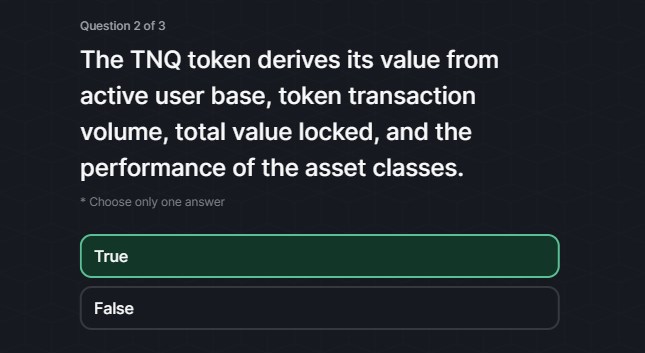 Question 2 of 3
The TNQ token derives its value from
active user base, token transaction
volume, total value locked, and the
performance of the asset classes.
* Choose only one answer
True
False